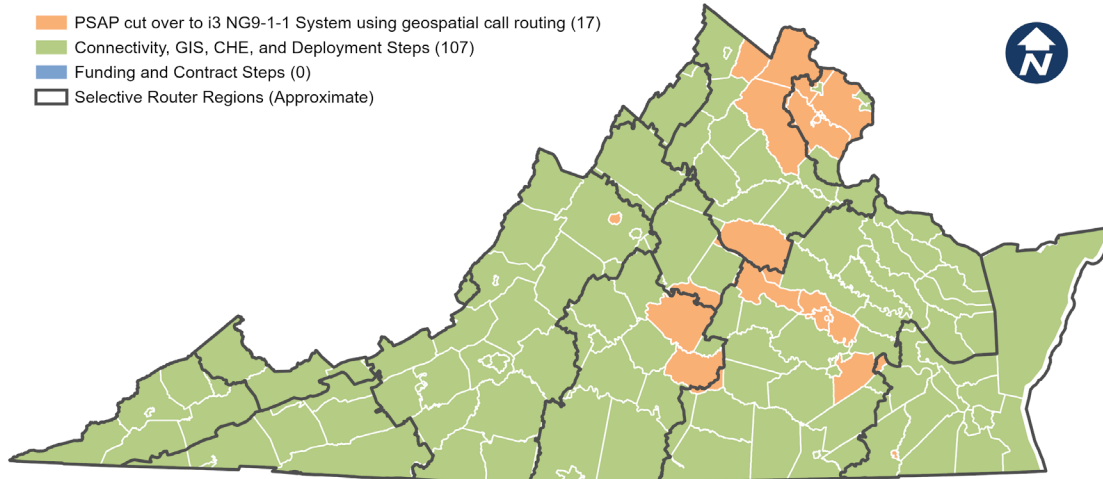 PSAP cut over to i3 NG9-1-1 System using geospatial call routing (17)
Connectivity, GIS, CHE, and Deployment Steps (107)
Funding and Contract Steps (0)
Selective Router Regions (Approximate)
N